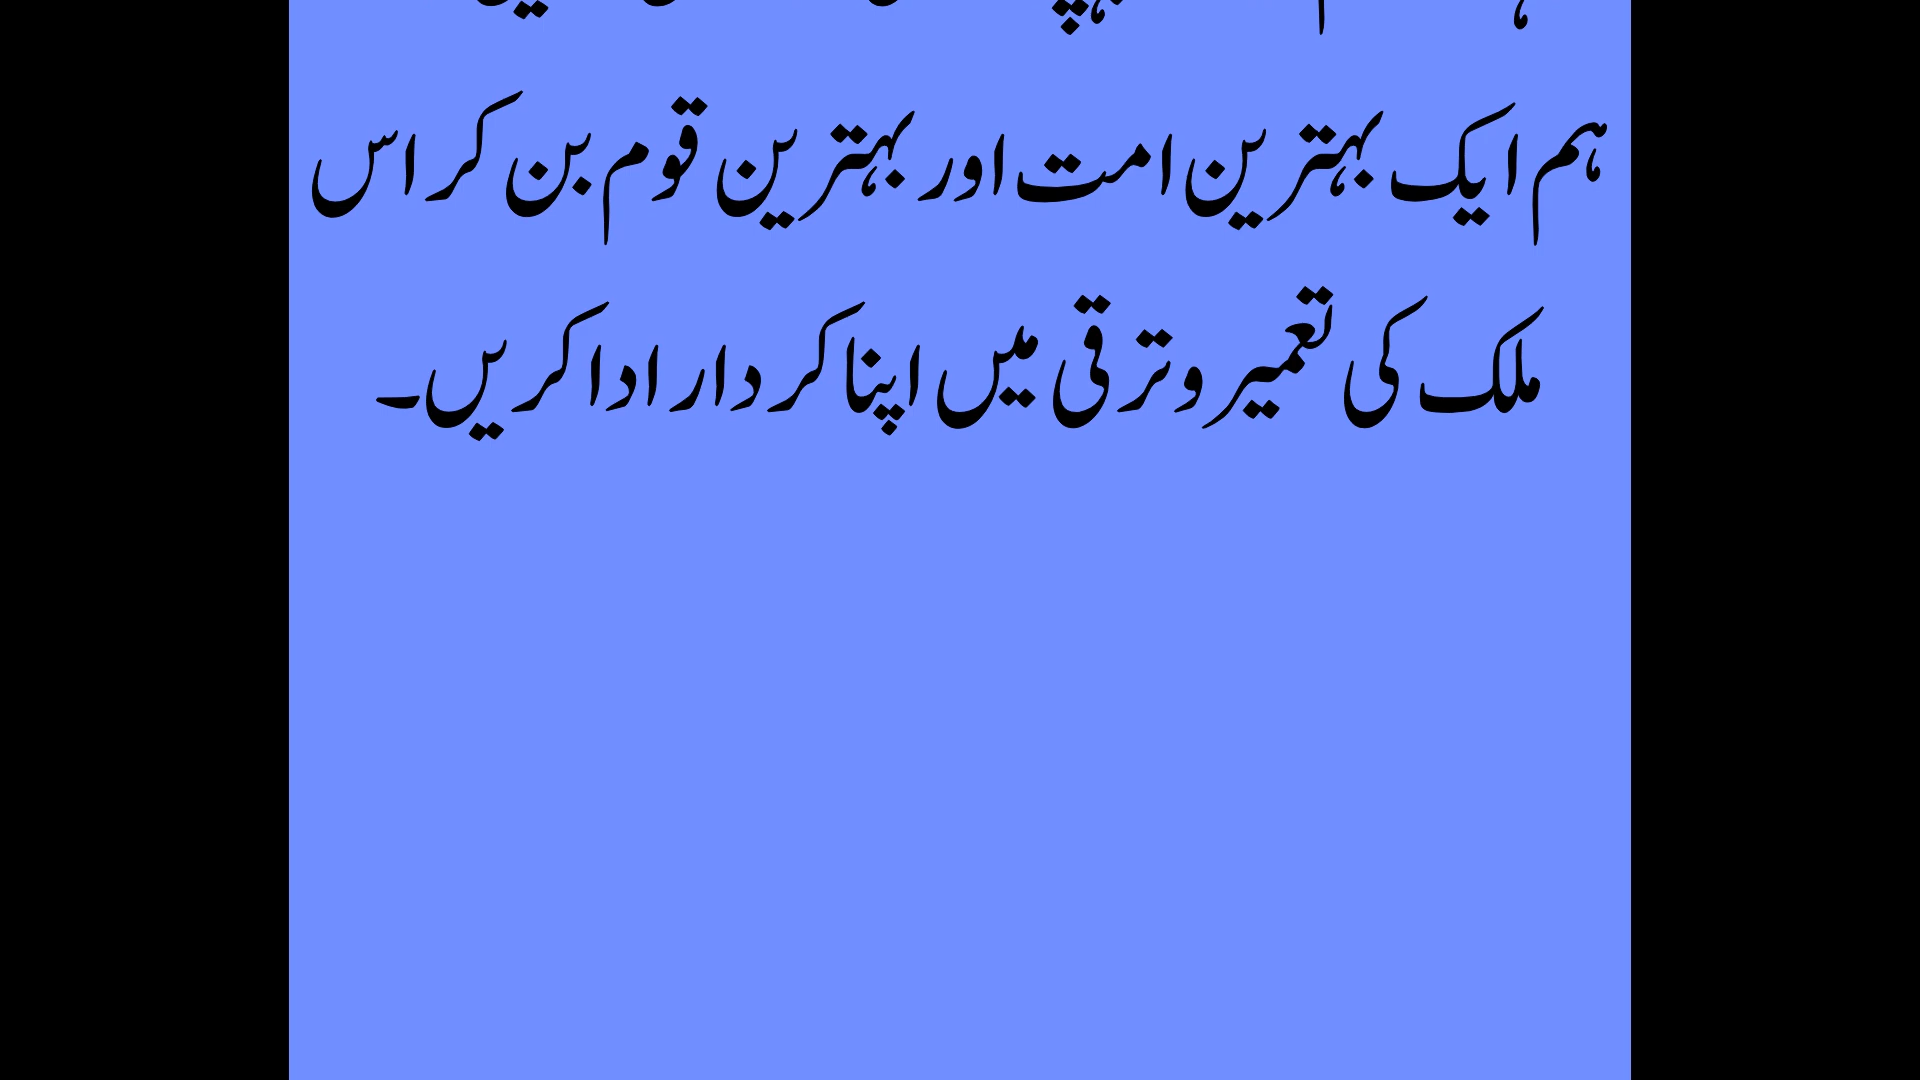 ہم ایک بہترین امت اور بہترین قوم بن کر اس
ملک کی تعمیر و ترقی میں اپنا کردار ادا کریں۔